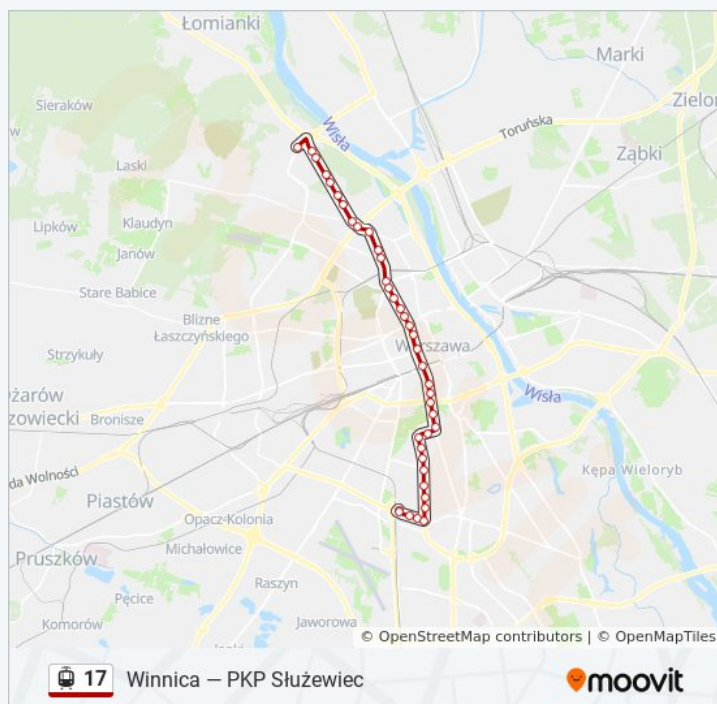 Łomianki
Marki
Sieraków
Zielon
Wisła
Toruńska
Ząbki
Laski
Lipków
Klaudyn
Janów
Stare Babice
Blizne
Łaszczyńskiego
Warszawa
Strzykuły
Ożarów
zowiecki
Bronisze
Wisła
Kępa Wieloryb
da Wolności
Piastów
Opacz-Kolonia
Michałowice
Pruszków
Pęcice
Raszyn
Komorów
Jaworowa
© OpenStreetMap contributors | © OpenMapTiles
17 Winnica — PKP Służewiec
moovit